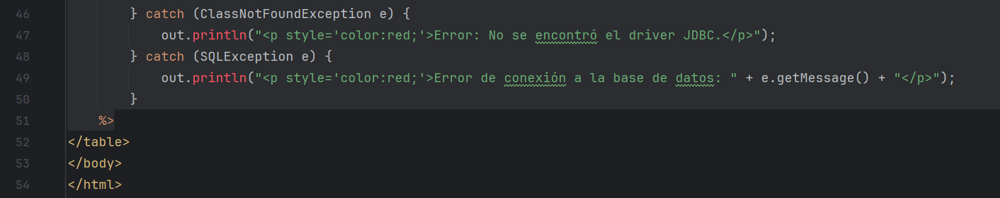 46 } catch (ClassNotFoundException e) {
47 out.println("<p style='color:red;'>Error: No se encontró el driver JDBC.</p>");
48 } catch (SQLException e) {
49 out.println("<p style='color:red;'>Error de conexión a la base de datos: " + e.getMessage() + "</p>");
50 }
51 %>
52 </table>
53 </body>
54 </html>